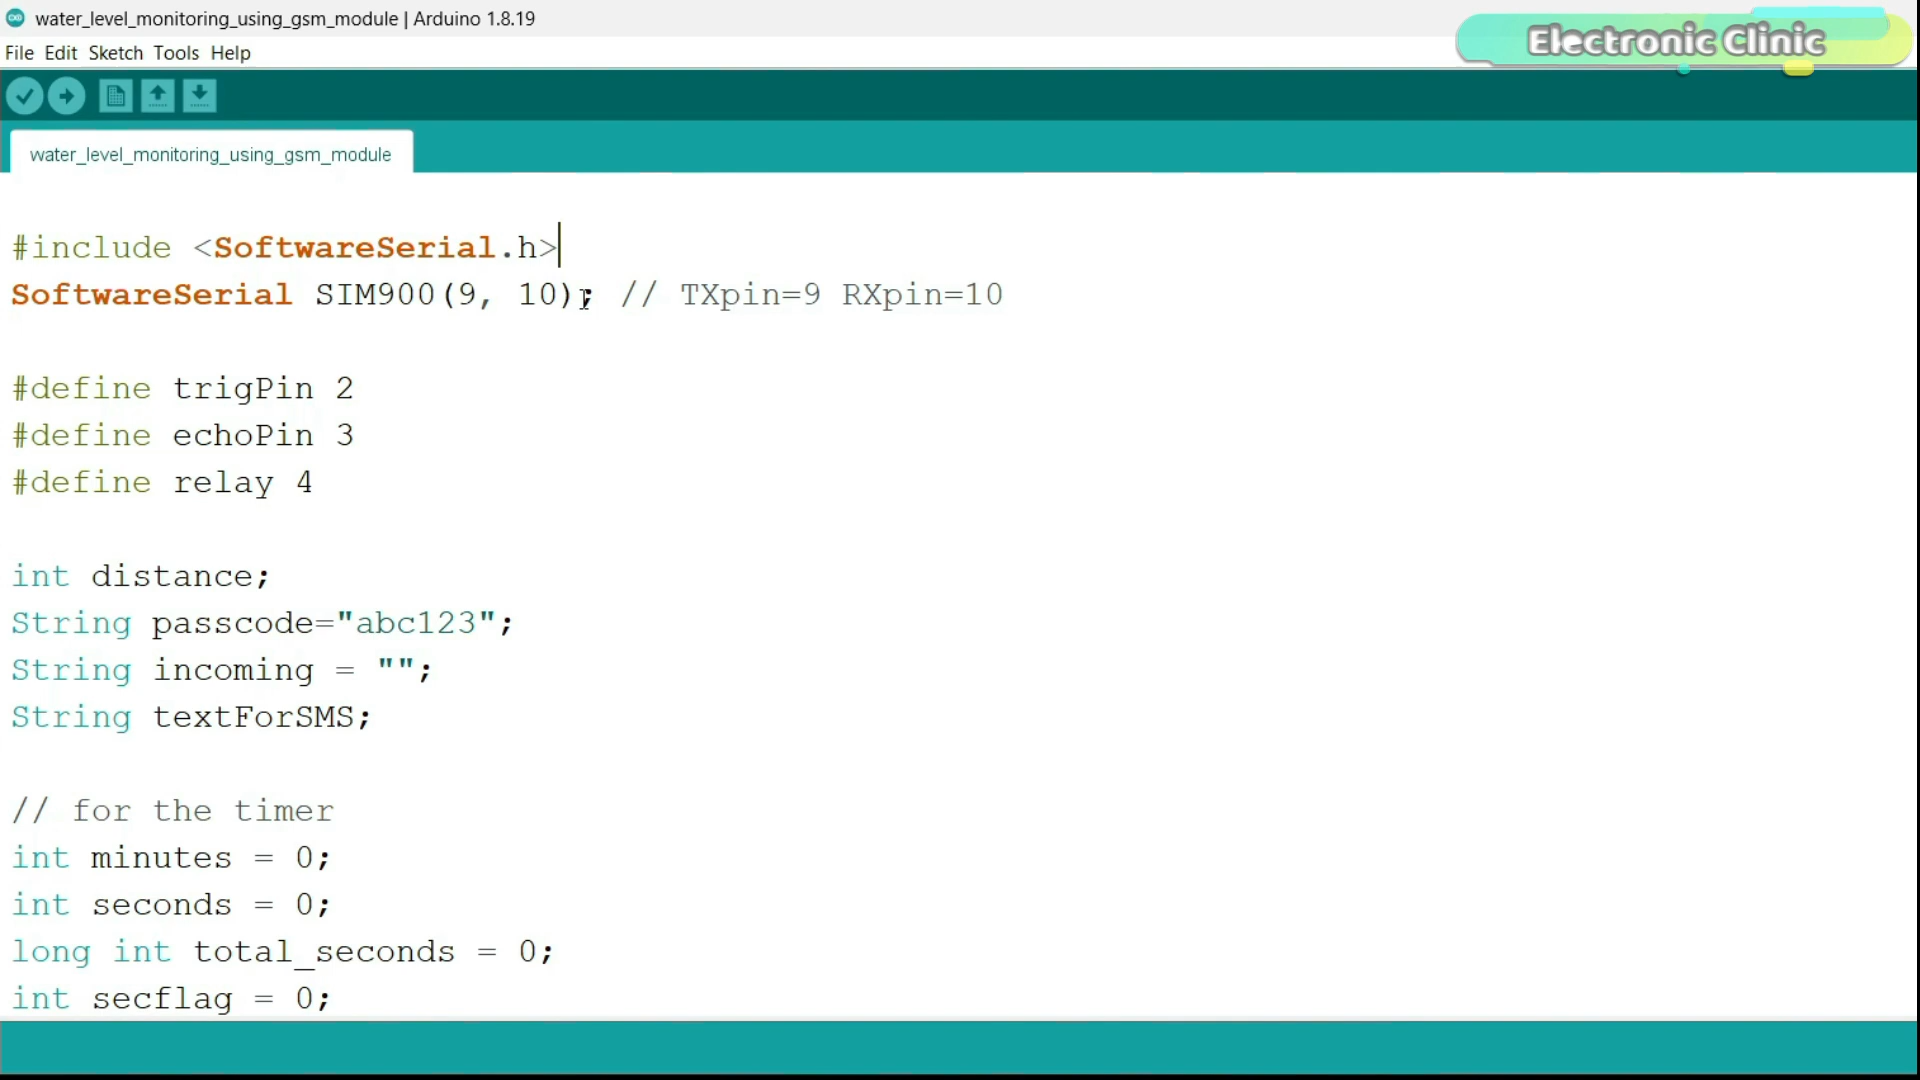 water_level_monitoring_using_gsm_module | Arduino 1.8.19
File Edit Sketch Tools Help
Electronic Clinic
water_level_monitoring_using_gsm_module
#include <SoftwareSerial.h>
SoftwareSerial SIM900(9, 10); // TXpin=9 RXpin=10
#define trigPin 2
#define echoPin 3
#define relay 4
int distance;
String passcode="abc123";
String incoming = "";
String textForSMS;
// for the timer
int minutes = 0;
int seconds = 0;
long int total_seconds = 0;
int secflag = 0;